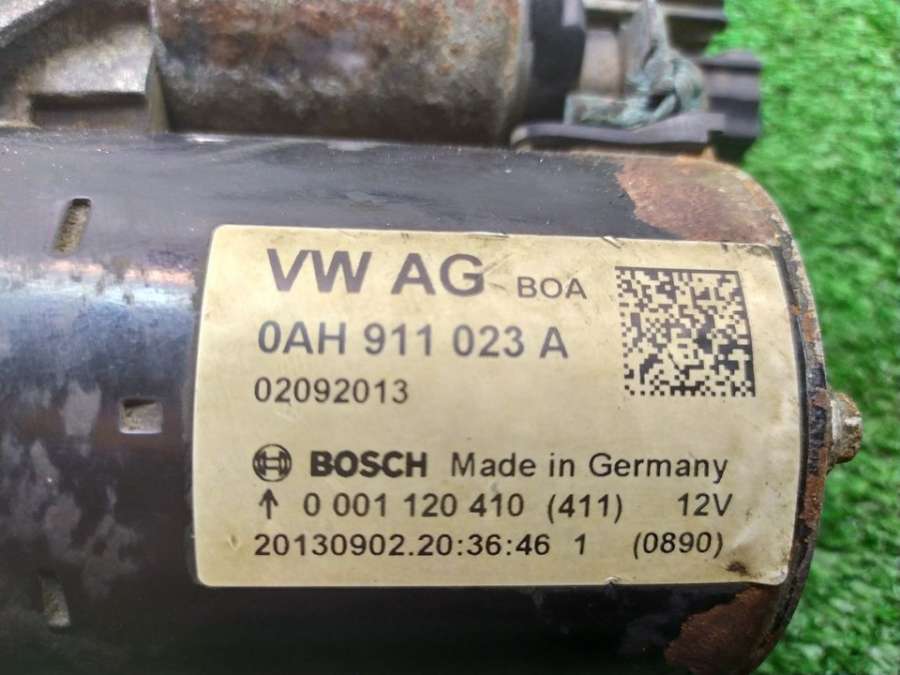 VW AG BOA
0AH 911 023 A
02092013
BOSCH Made in Germany
↑ 0 001 120 410 (411) 12V
20130902.20:36:46 1 (0890)